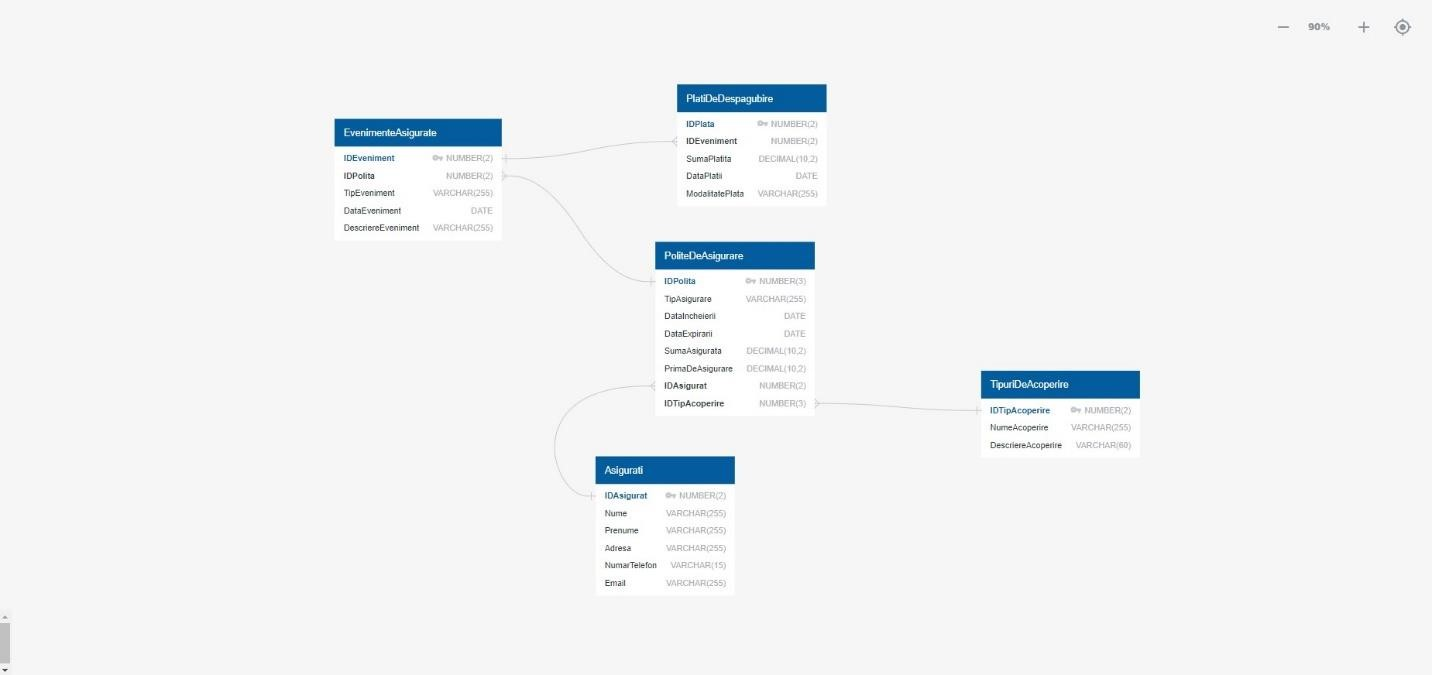 90%
PlatiDeDespagubire
IDPlata NUMBER(2)
IDEveniment NUMBER(2)
SumaPlatita DECIMAL(10,2)
DataPlatii DATE
ModalitatePlata VARCHAR(255)
EvenimenteAsigurate
IDEveniment NUMBER(2)
IDPolita NUMBER(2)
TipEveniment VARCHAR(255)
DataEveniment DATE
DescriereEveniment VARCHAR(255)
PoliteDeAsigurare
IDPolita NUMBER(3)
TipAsigurare VARCHAR(255)
DataIncheierii DATE
DataExpirarii DATE
SumaAsigurata DECIMAL(10,2)
PrimaDeAsigurare DECIMAL(10,2)
IDAsigurat NUMBER(2)
IDTipAcoperire NUMBER(3)
TipuriDeAcoperire
IDTipAcoperire NUMBER(2)
NumeAcoperire VARCHAR(255)
DescriereAcoperire VARCHAR(60)
Asigurati
IDAsigurat NUMBER(2)
Nume VARCHAR(255)
Prenume VARCHAR(255)
Adresa VARCHAR(255)
NumarTelefon VARCHAR(15)
Email VARCHAR(255)